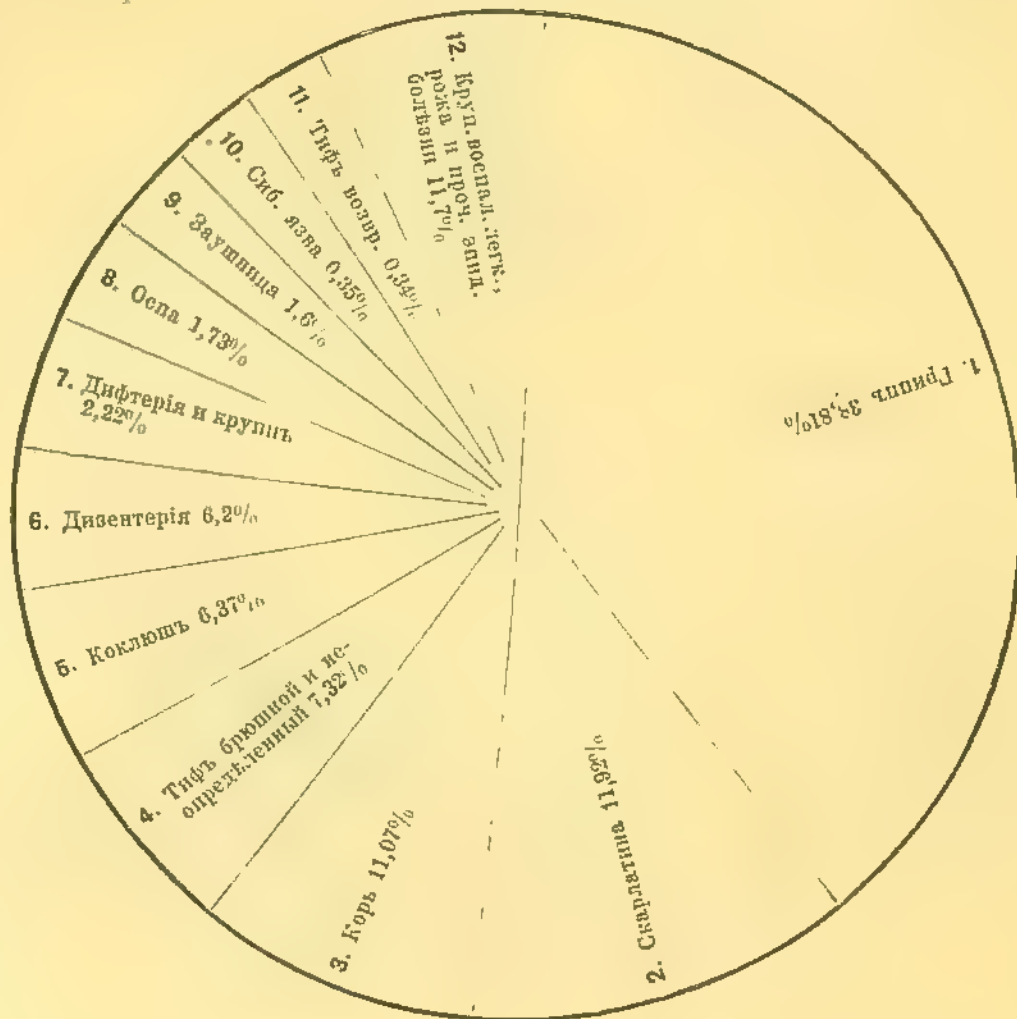 1. Гриппъ 38,81%
2. Скарлатина 11,92%
3. Корь 11,07%
4. Тифъ брюшной и не-
опредѣленный 7,32%
5. Коклюшъ 6,37%
6. Дизентерія 6,2%
7. Дифтерія и крупъ
2,22%
8. Оспа 1,73%
9. Заушница 1,6%
10. Сиб. язва 0,35%
11. Тифъ возвр. 0,34%
12. Круп. воспал. легк.,
рожа и проч. эпид.
болѣзни 11,7%